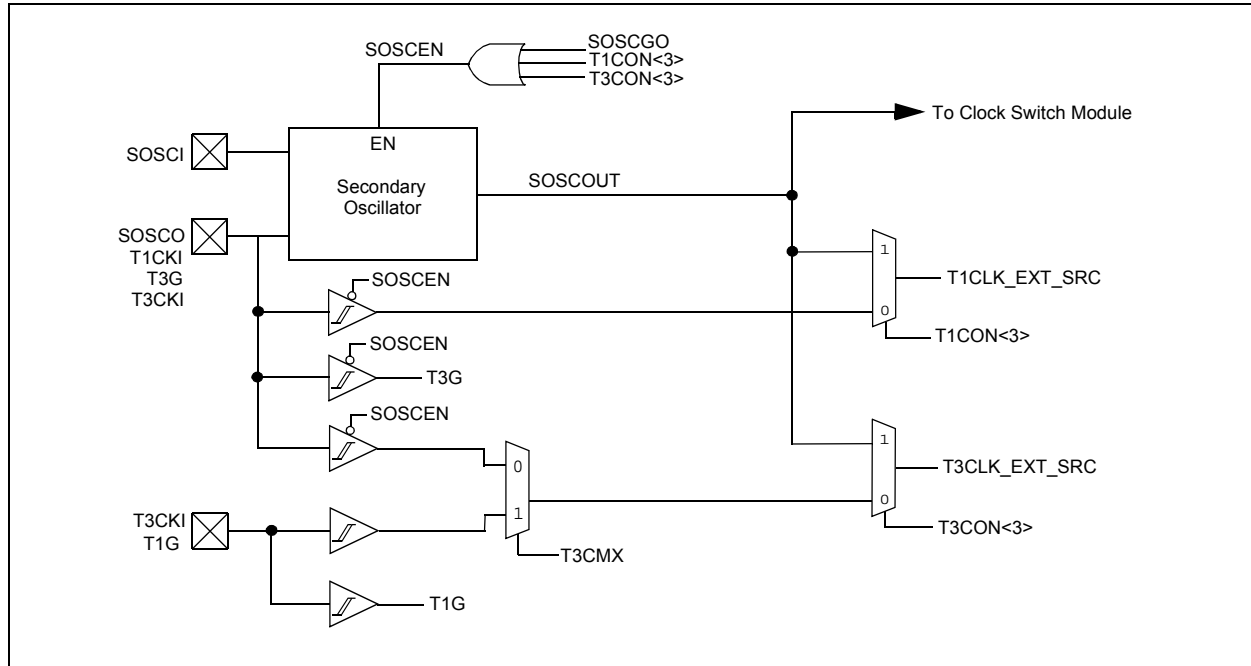 SOSCGO
SOSCEN
T1CON<3>
T3CON<3>
To Clock Switch Module
EN
SOSCI
SOSCOUT
Secondary
Oscillator
SOSCO
T1CKI
T3G
T3CKI
1
SOSCEN
T1CLK_EXT_SRC
0
T1CON<3>
SOSCEN
T3G
SOSCEN
1
0
T3CLK_EXT_SRC
0
T3CKI
1
T3CON<3>
T1G
T3CMX
T1G